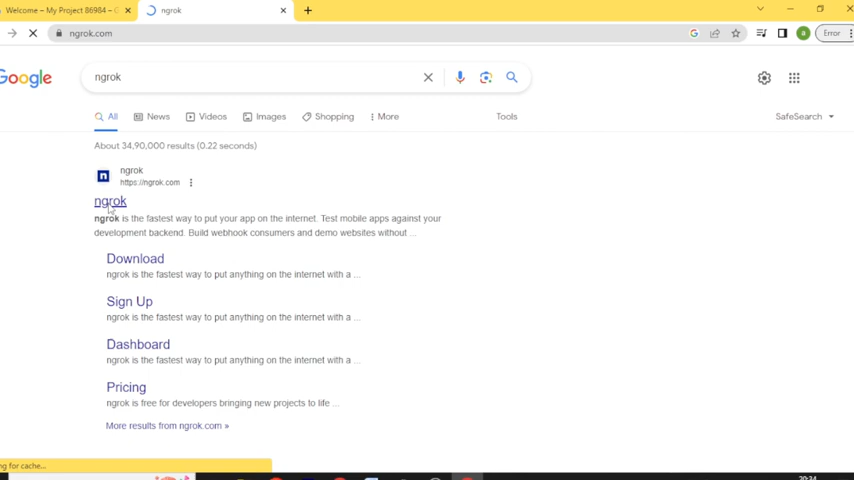 Welcome – My Project 86984 – G
ngrok
ngrok.com
Error
Google
ngrok
All
News
Videos
Images
Shopping
More
Tools
SafeSearch
About 34,90,000 results (0.22 seconds)
ngrok
https://ngrok.com
ngrok
ngrok is the fastest way to put your app on the internet. Test mobile apps against your
development backend. Build webhook consumers and demo websites without ...
Download
ngrok is the fastest way to put anything on the internet with a ...
Sign Up
ngrok is the fastest way to put anything on the internet with a ...
Dashboard
ngrok is the fastest way to put anything on the internet with a ...
Pricing
ngrok is free for developers bringing new projects to life ...
More results from ngrok.com »
ng for cache...
20:34